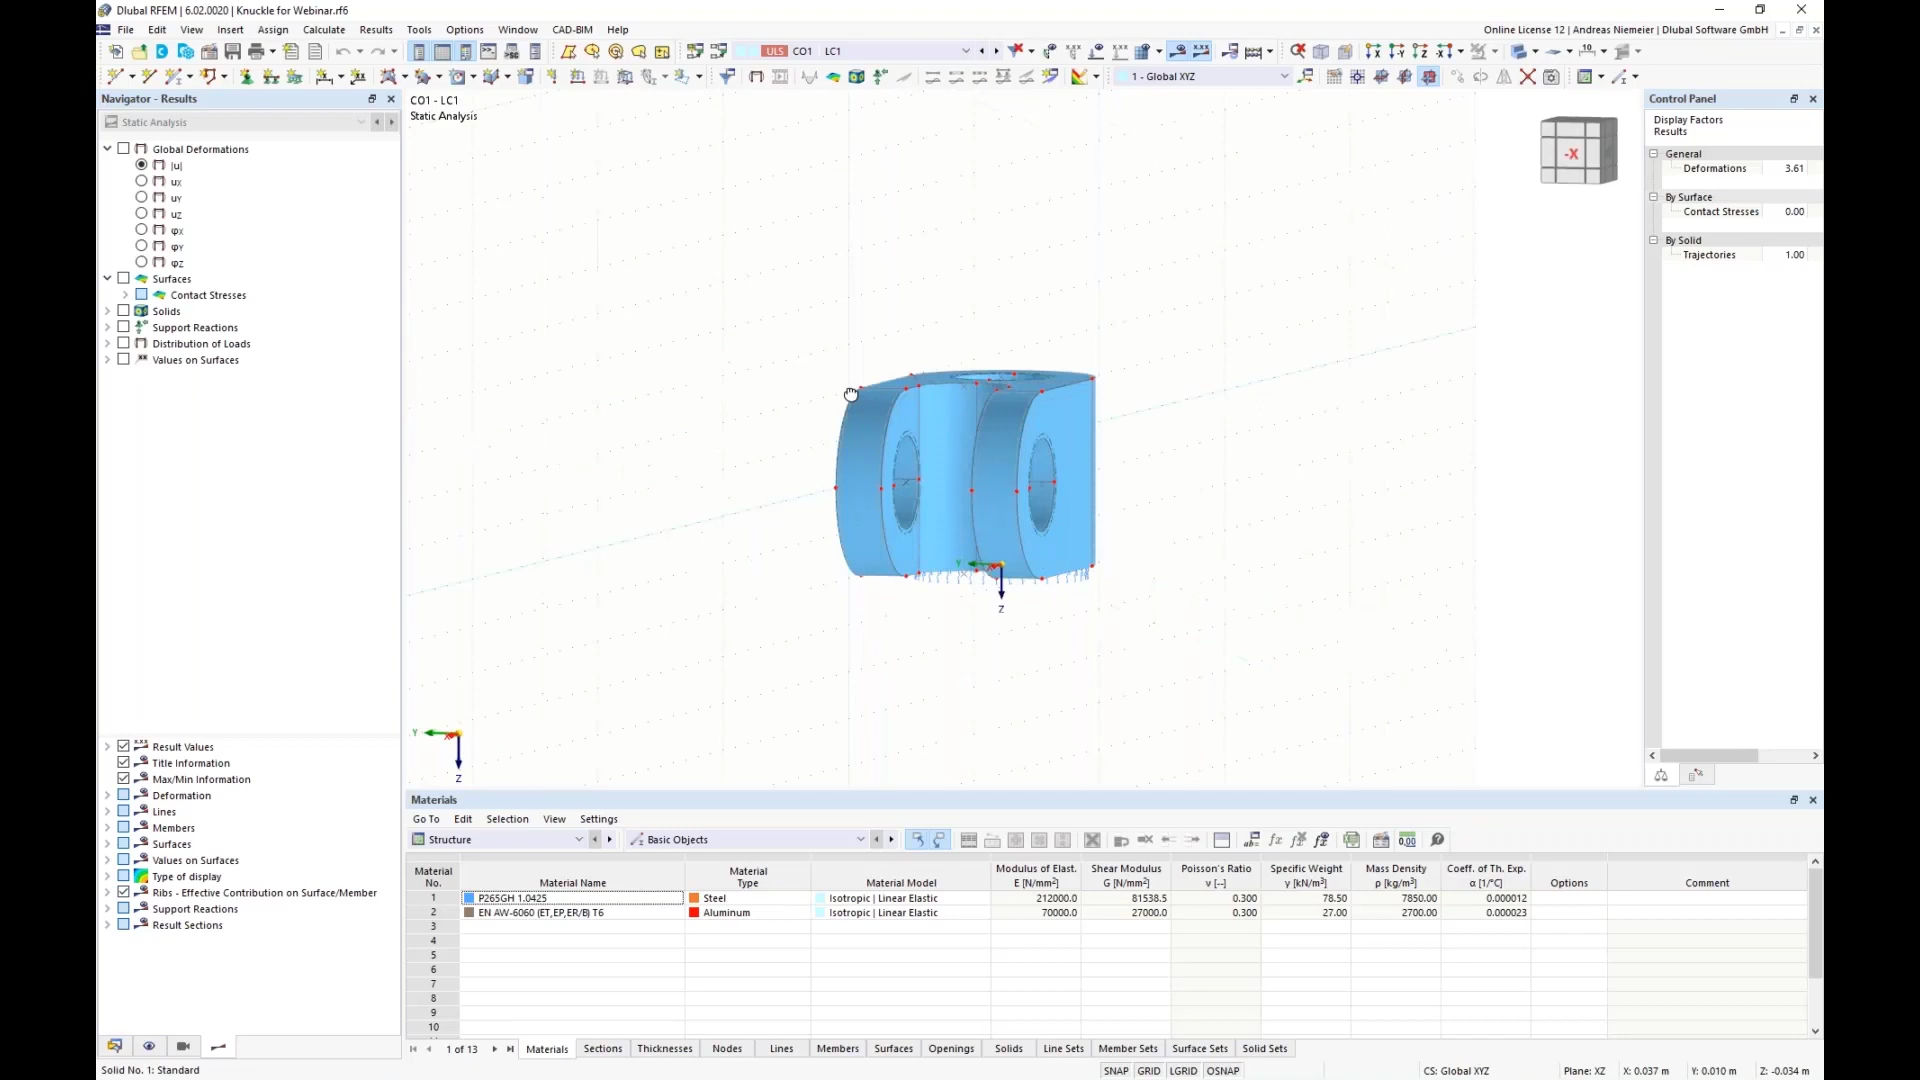 Dlubal RFEM | 6.02.0020 | Knuckle for Webinar.rf6
File Edit View Insert Assign Calculate Results Tools Options Window CAD-BIM Help
Online License 12 | Andreas Niemeier | Dlubal Software GmbH
ULS CO1 LC1
1 - Global XYZ
Navigator - Results
Static Analysis
Global Deformations
|u|
uX
uY
uZ
φX
φY
φZ
Surfaces
Contact Stresses
Solids
Support Reactions
Distribution of Loads
Values on Surfaces
Result Values
Title Information
Max/Min Information
Deformation
Lines
Members
Surfaces
Values on Surfaces
Type of display
Ribs - Effective Contribution on Surface/Member
Support Reactions
Result Sections
CO1 - LC1
Static Analysis
-X
Y
Z
Y
Z
Control Panel
Display Factors
Results
General
Deformations 3.61
By Surface
Contact Stresses 0.00
By Solid
Trajectories 1.00
Materials
Go To Edit Selection View Settings
Structure
Basic Objects
Material No. Material Name Material Type Material Model Modulus of Elast. E [N/mm²] Shear Modulus G [N/mm²] Poisson's Ratio ν [--] Specific Weight γ [kN/m³] Mass Density ρ [kg/m³] Coeff. of Th. Exp. α [1/°C] Options Comment
1 P265GH 1.0425 Steel Isotropic | Linear Elastic 212000.0 81538.5 0.300 78.50 7850.00 0.000012
2 EN AW-6060 (ET,EP,ER/B) T6 Aluminum Isotropic | Linear Elastic 70000.0 27000.0 0.300 27.00 2700.00 0.000023
3
4
5
6
7
8
9
10
1 of 13 Materials Sections Thicknesses Nodes Lines Members Surfaces Openings Solids Line Sets Member Sets Surface Sets Solid Sets
Solid No. 1: Standard
SNAP GRID LGRID OSNAP
CS: Global XYZ
Plane: XZ
X: 0.037 m Y: 0.010 m Z: -0.034 m